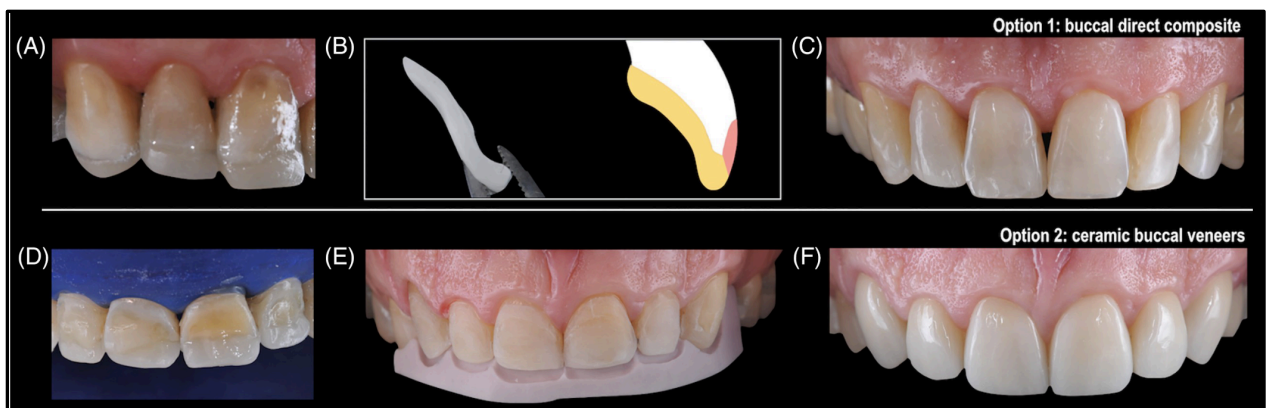 Option 1: buccal direct composite
(A)
(B)
(C)
Option 2: ceramic buccal veneers
(D)
(E)
(F)